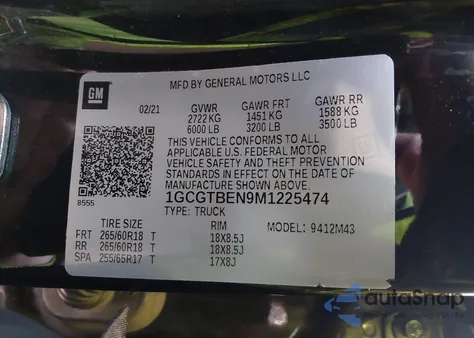 GM
MFD BY GENERAL MOTORS LLC
02/21 GVWR GAWR FRT GAWR RR
2722 KG 1451 KG 1588 KG
6000 LB 3200 LB 3500 LB
THIS VEHICLE CONFORMS TO ALL
APPLICABLE U.S. FEDERAL MOTOR
VEHICLE SAFETY AND THEFT PREVENTION
STANDARDS IN EFFECT ON THE DATE OF
MANUFACTURE SHOWN ABOVE.
8555 1GCGTBEN9M1225474
TYPE: TRUCK
TIRE SIZE RIM MODEL: 9412M43
FRT 265/60R18 T 18X8.5J
RR 265/60R18 T 18X8.5J
SPA 255/65R17 T 17X8J
autoSnap